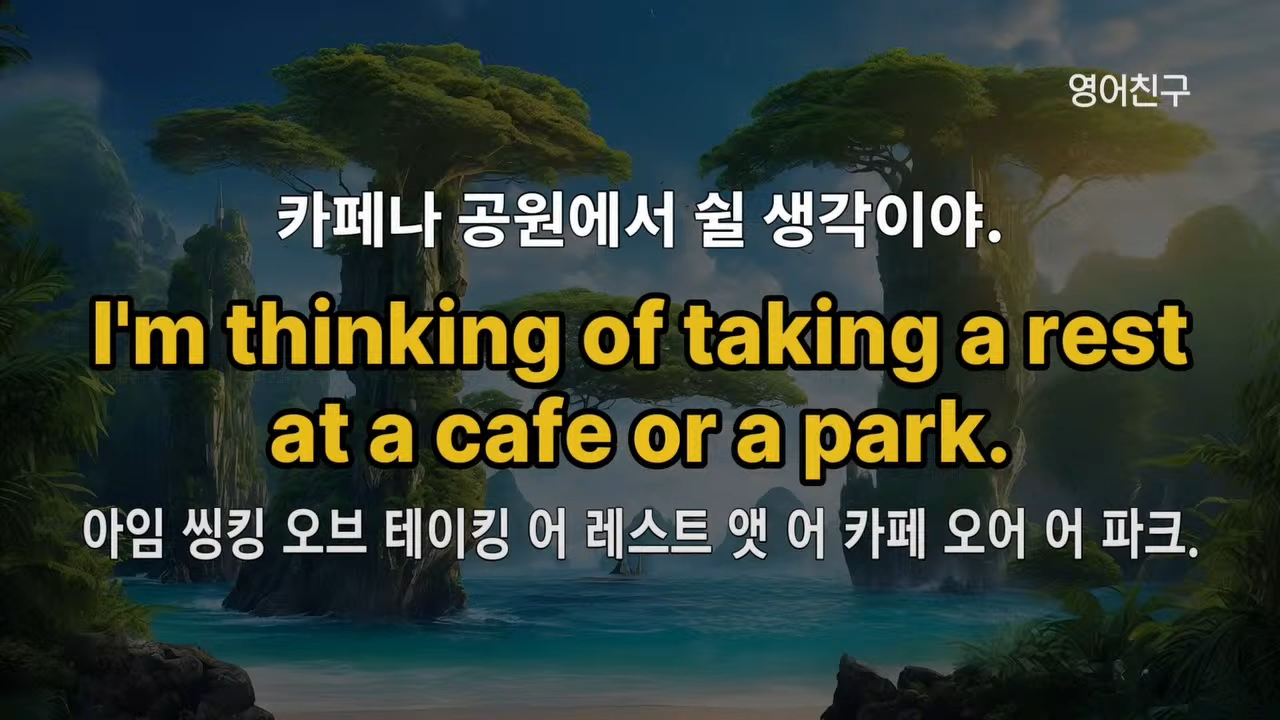 영어친구
카페나 공원에서 쉴 생각이야.
I'm thinking of taking a rest
at a cafe or a park.
아임 씽킹 오브 테이킹 어 레스트 앳 어 카페 오어 어 파크.